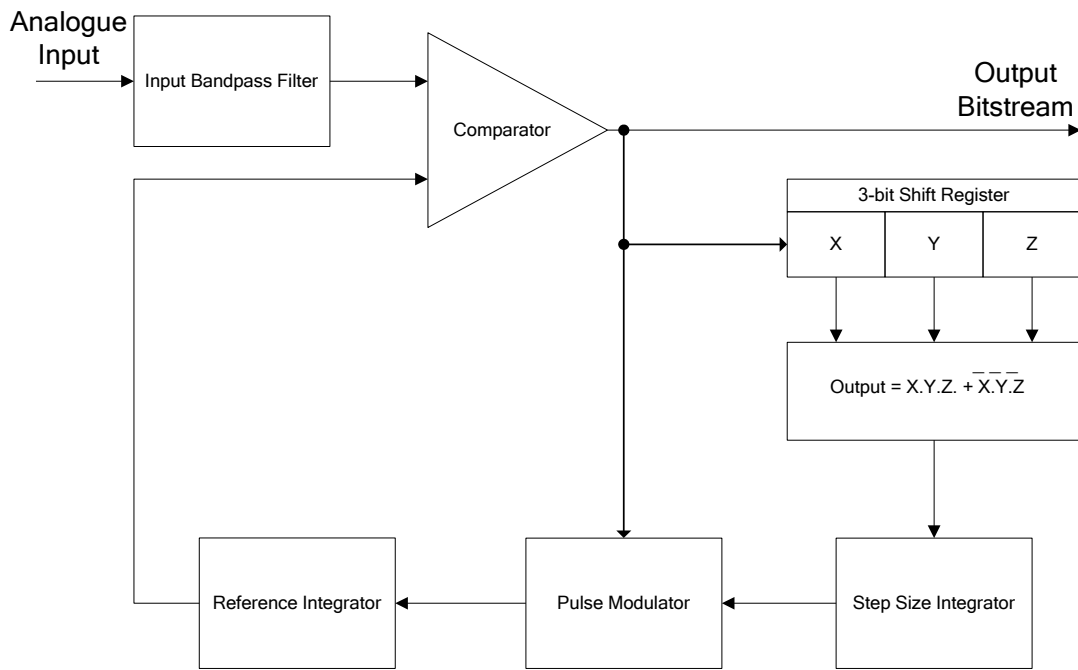 Analogue
Input
Input Bandpass Filter
Comparator
Output
Bitstream
3-bit Shift Register
X Y Z
Output = X.Y.Z. + X̅.Y̅.Z̅
Reference Integrator
Pulse Modulator
Step Size Integrator